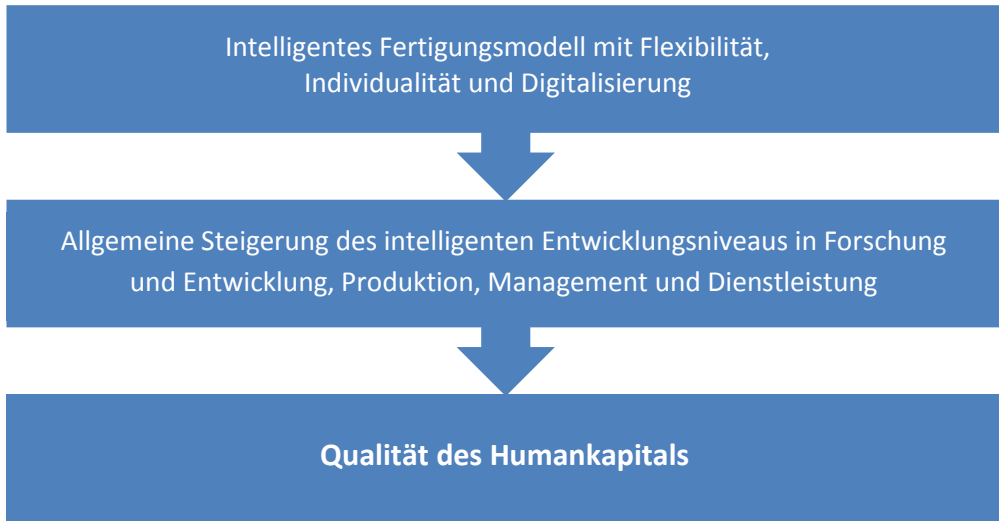 Intelligentes Fertigungsmodell mit Flexibilität,
Individualität und Digitalisierung
Allgemeine Steigerung des intelligenten Entwicklungsniveaus in Forschung
und Entwicklung, Produktion, Management und Dienstleistung
Qualität des Humankapitals